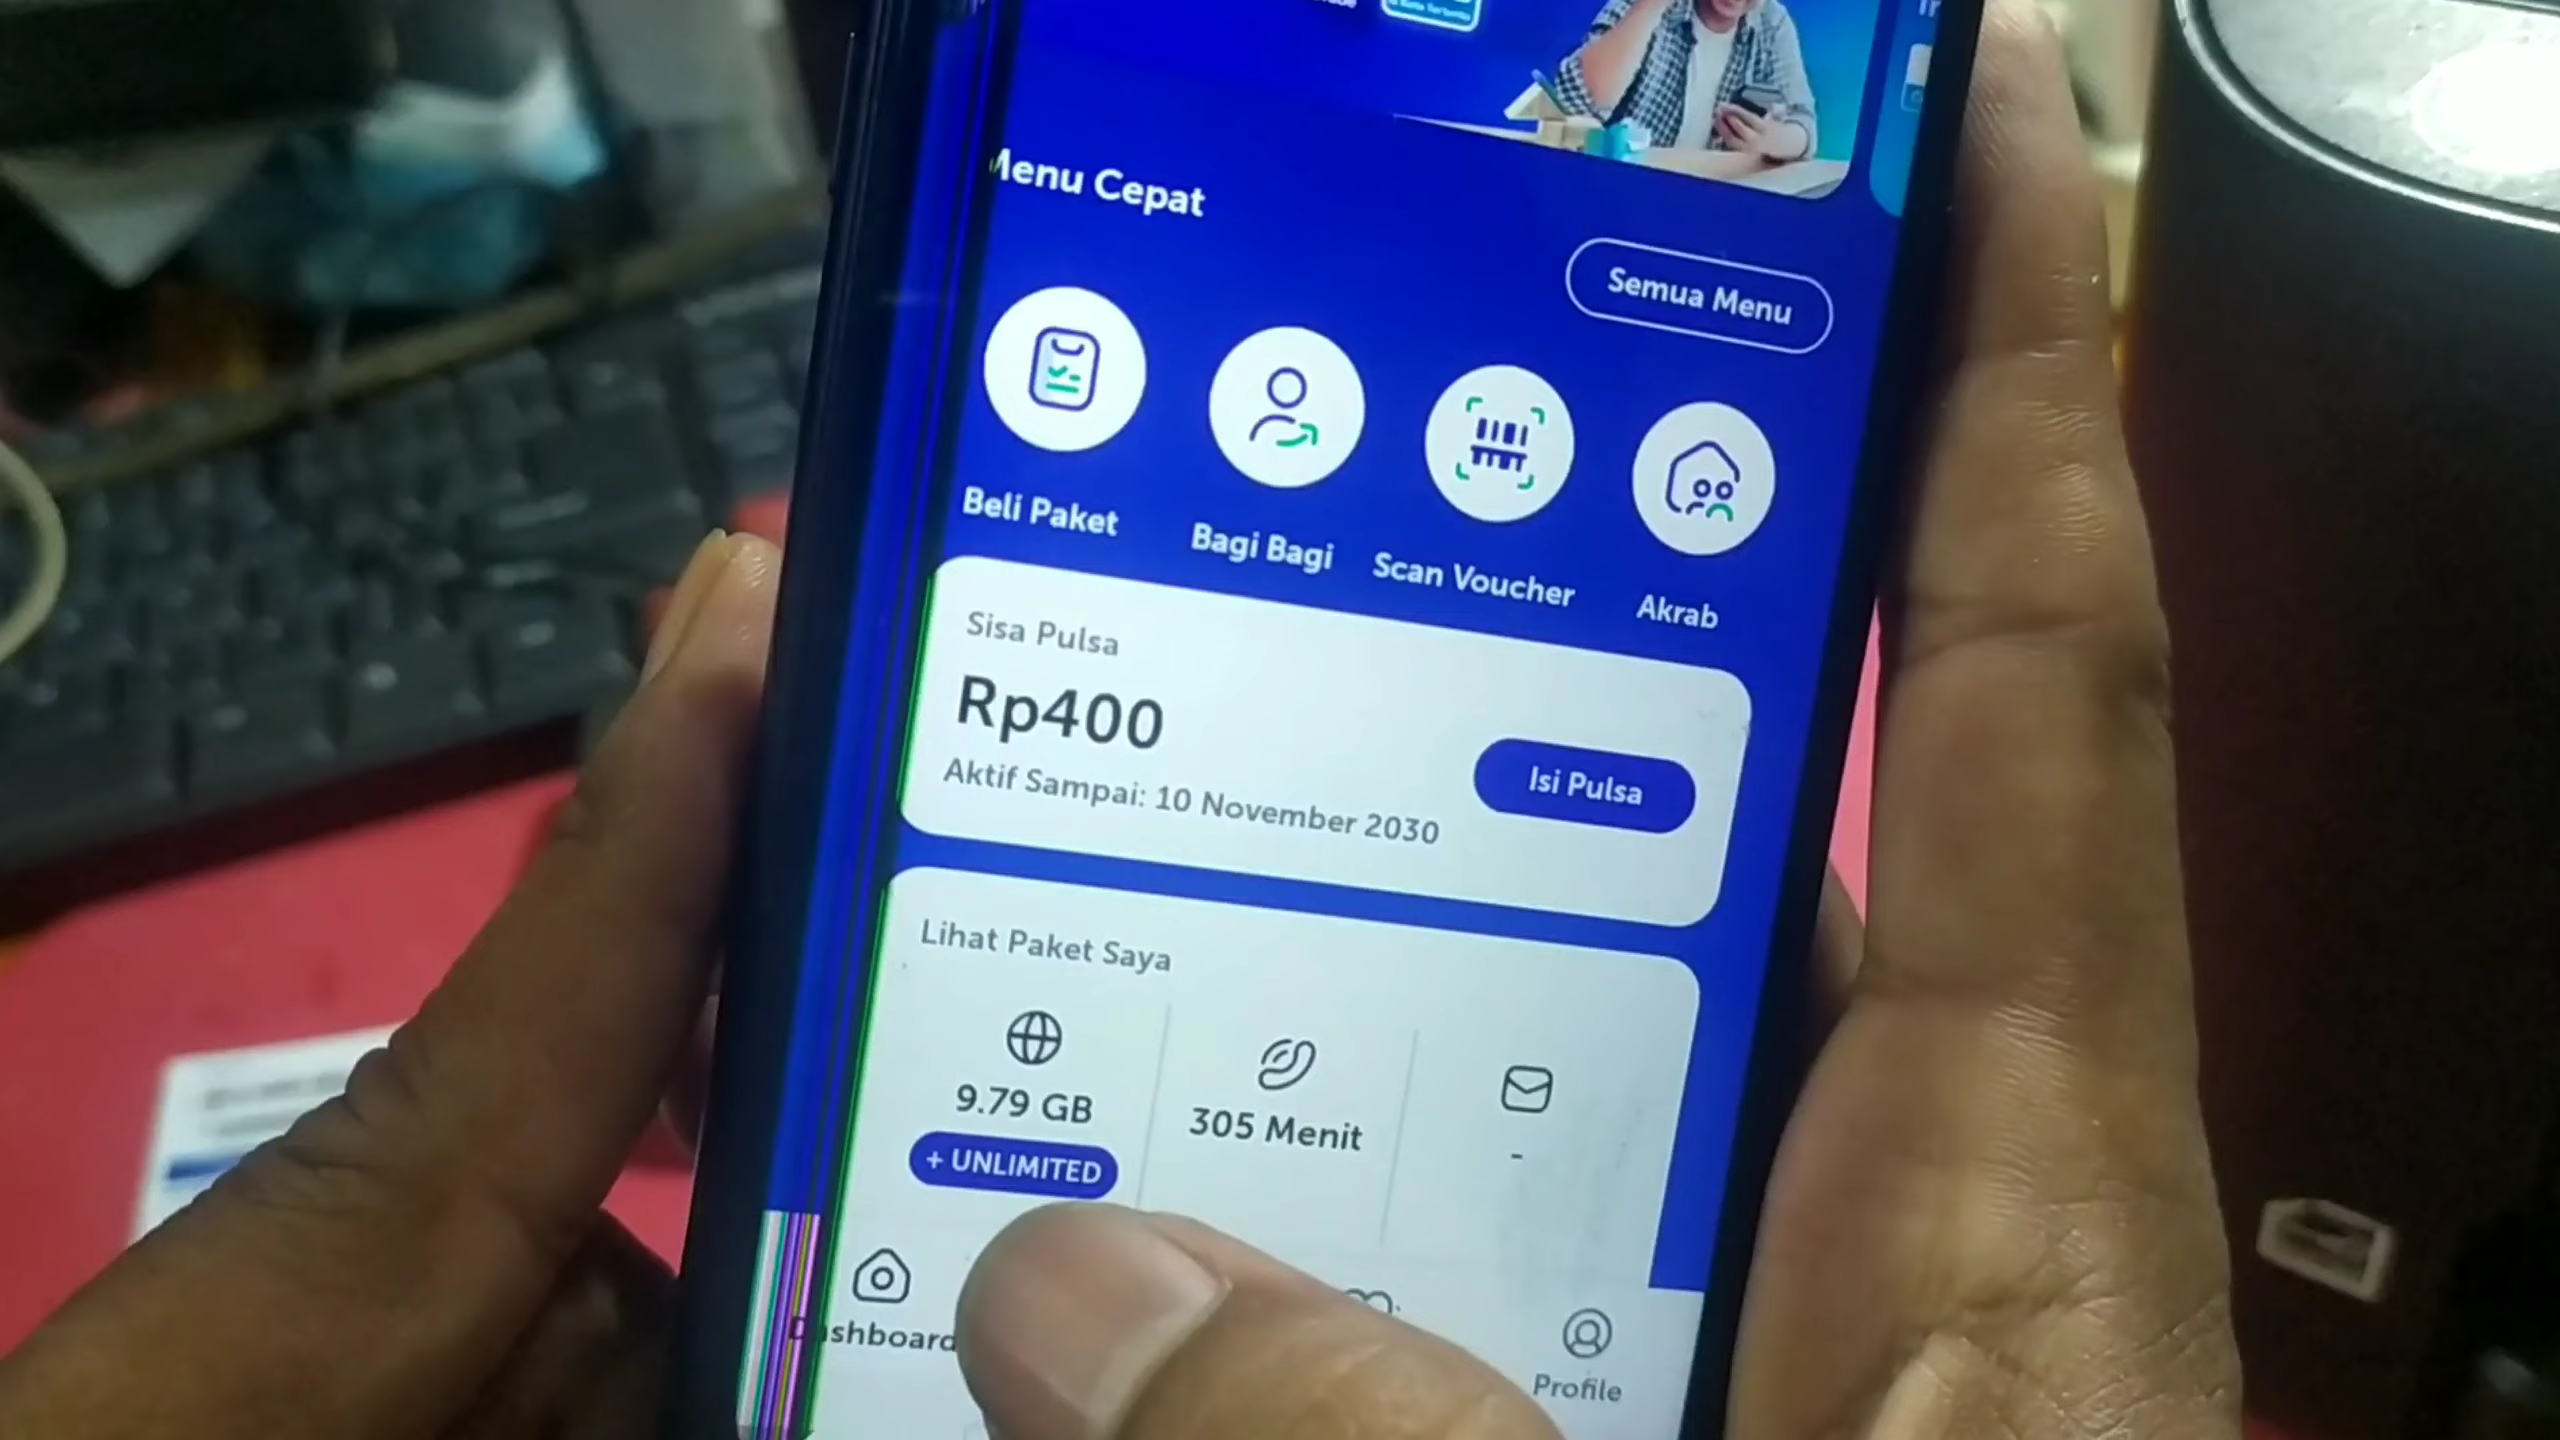 Menu Cepat
Semua Menu
Beli Paket
Bagi Bagi
Scan Voucher
Akrab
Sisa Pulsa
Rp400
Aktif Sampai: 10 November 2030
Isi Pulsa
Lihat Paket Saya
9.79 GB
305 Menit
-
+ UNLIMITED
Dashboard
Profile